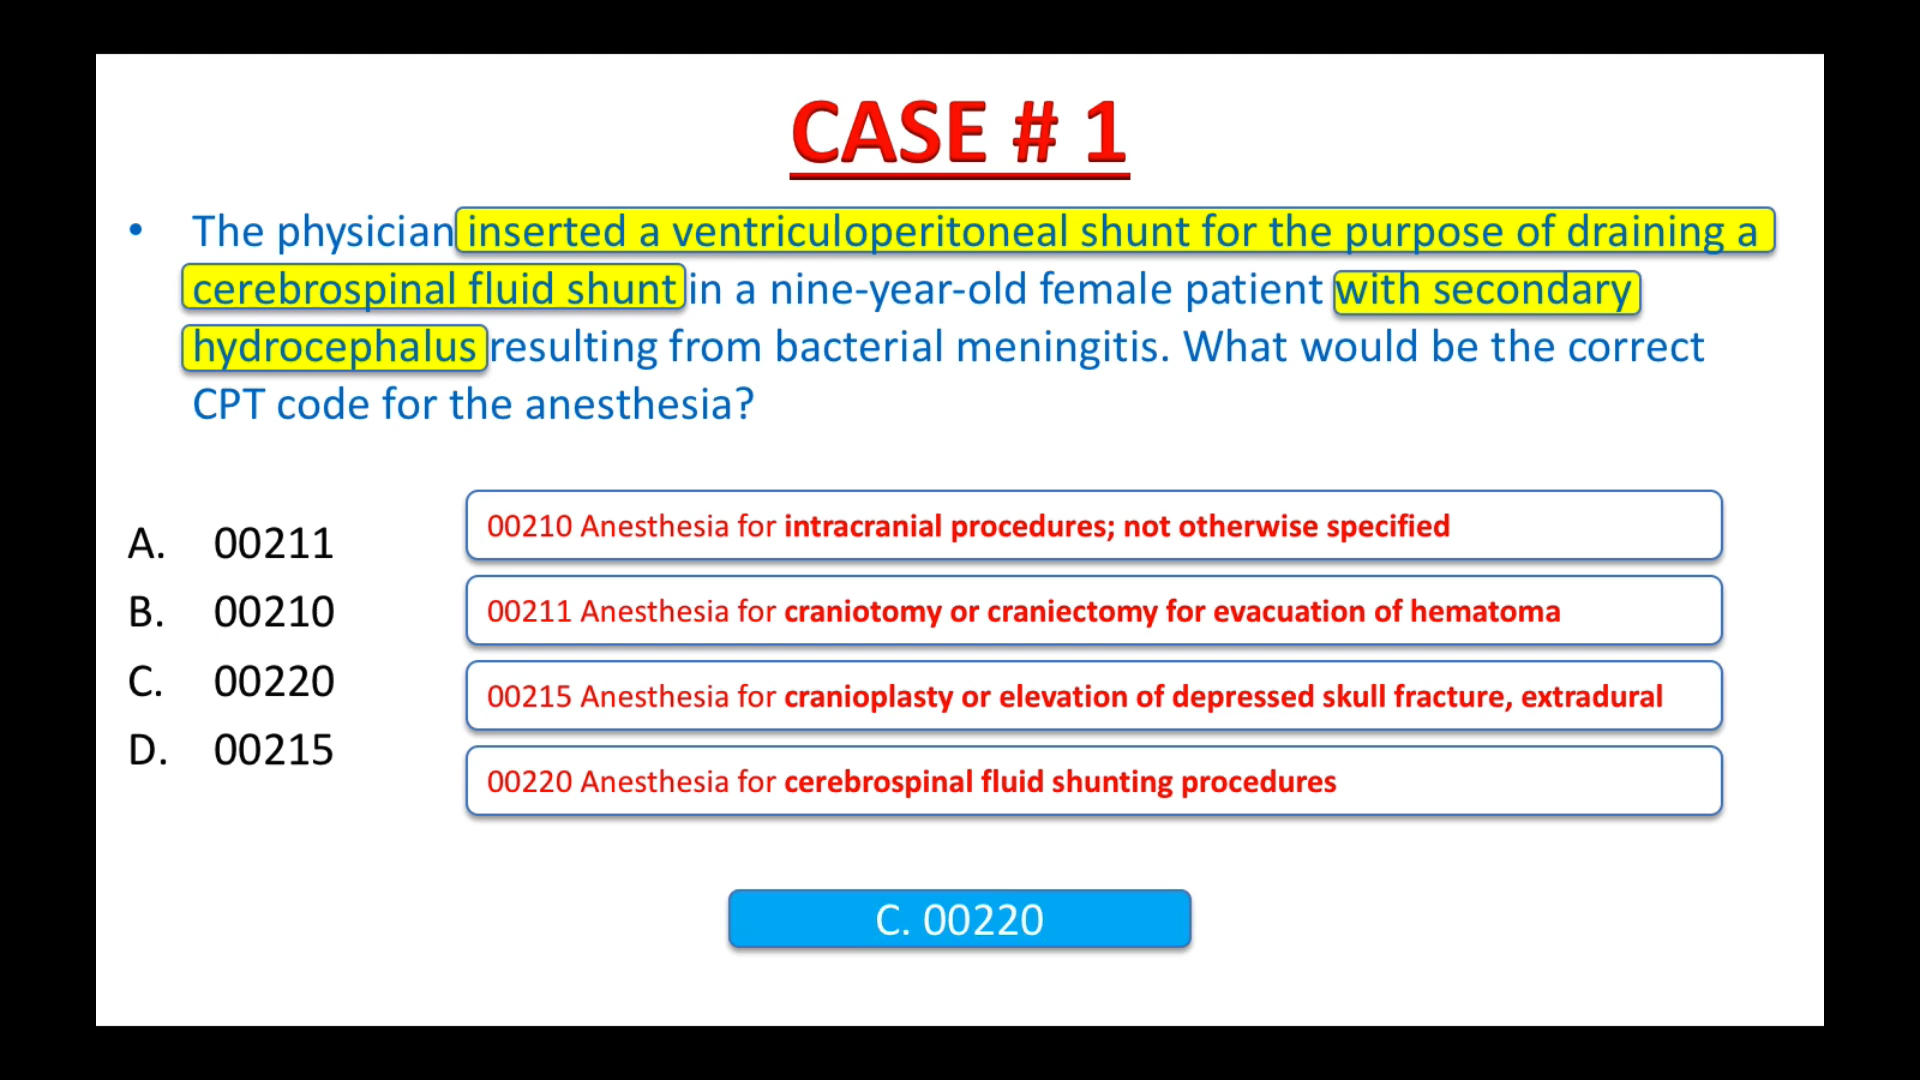 CASE # 1
• The physician inserted a ventriculoperitoneal shunt for the purpose of draining a
cerebrospinal fluid shunt in a nine-year-old female patient with secondary
hydrocephalus resulting from bacterial meningitis. What would be the correct
CPT code for the anesthesia?
A. 00211
B. 00210
C. 00220
D. 00215
00210 Anesthesia for intracranial procedures; not otherwise specified
00211 Anesthesia for craniotomy or craniectomy for evacuation of hematoma
00215 Anesthesia for cranioplasty or elevation of depressed skull fracture, extradural
00220 Anesthesia for cerebrospinal fluid shunting procedures
C. 00220